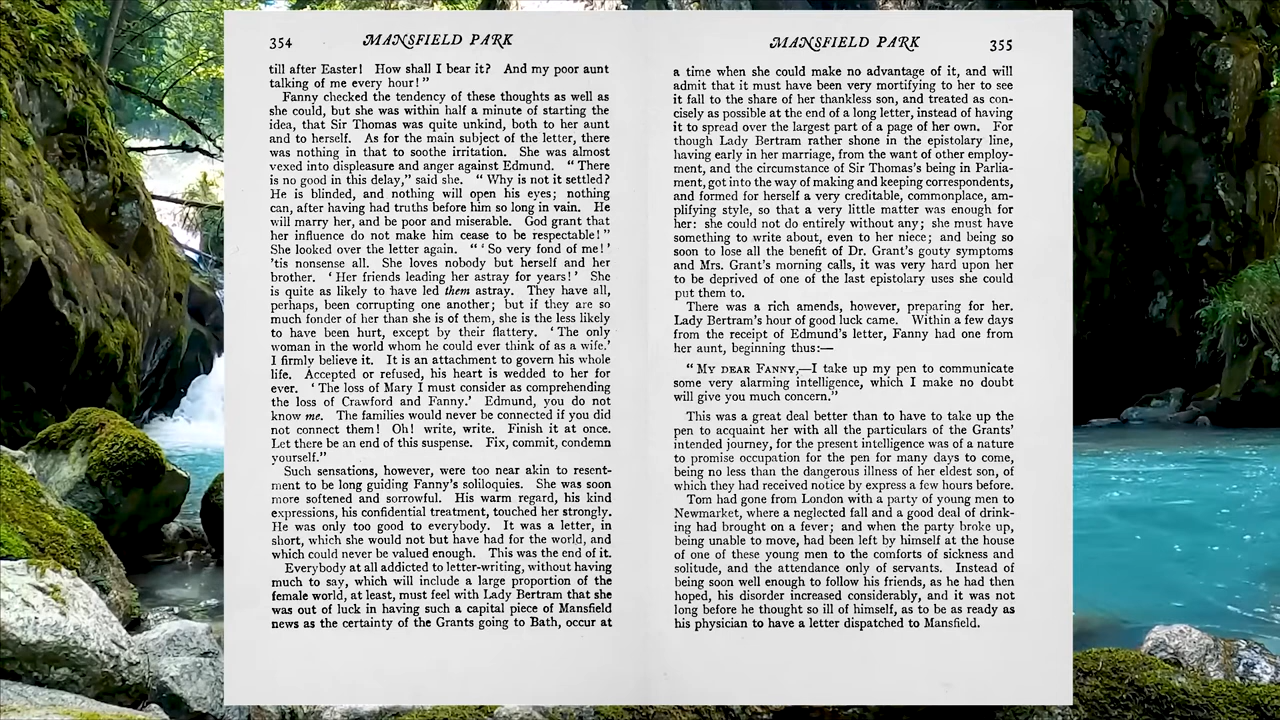 354 MANSFIELD PARK
till after Easter! How shall I bear it? And my poor aunt
talking of me every hour!"
Fanny checked the tendency of these thoughts as well as
she could, but she was within half a minute of starting the
idea, that Sir Thomas was quite unkind, both to her aunt
and to herself. As for the main subject of the letter, there
was nothing in that to soothe irritation. She was almost
vexed into displeasure and anger against Edmund. "There
is no good in this delay," said she. "Why is not it settled?
He is blinded, and nothing will open his eyes; nothing
can, after having had truths before him so long in vain. He
will marry her, and be poor and miserable. God grant that
her influence do not make him cease to be respectable!"
She looked over the letter again. "'So very fond of me!'
'tis nonsense all. She loves nobody but herself and her
brother. 'Her friends leading her astray for years!' She
is quite as likely to have led them astray. They have all,
perhaps, been corrupting one another; but if they are so
much fonder of her than she is of them, she is the less likely
to have been hurt, except by their flattery. 'The only
woman in the world whom he could ever think of as a wife.'
I firmly believe it. It is an attachment to govern his whole
life. Accepted or refused, his heart is wedded to her for
ever. 'The loss of Mary I must consider as comprehending
the loss of Crawford and Fanny.' Edmund, you do not
know me. The families would never be connected if you did
not connect them! Oh! write, write. Finish it at once.
Let there be an end of this suspense. Fix, commit, condemn
yourself."
Such sensations, however, were too near akin to resent-
ment to be long guiding Fanny's soliloquies. She was soon
more softened and sorrowful. His warm regard, his kind
expressions, his confidential treatment, touched her strongly.
He was only too good to everybody. It was a letter, in
short, which she would not but have had for the world, and
which could never be valued enough. This was the end of it.
Everybody at all addicted to letter-writing, without having
much to say, which will include a large proportion of the
female world, at least, must feel with Lady Bertram that she
was out of luck in having such a capital piece of Mansfield
news as the certainty of the Grants going to Bath, occur at
MANSFIELD PARK 355
a time when she could make no advantage of it, and will
admit that it must have been very mortifying to her to see
it fall to the share of her thankless son, and treated as con-
cisely as possible at the end of a long letter, instead of having
it to spread over the largest part of a page of her own. For
though Lady Bertram rather shone in the epistolary line,
having early in her marriage, from the want of other employ-
ment, and the circumstance of Sir Thomas's being in Parlia-
ment, got into the way of making and keeping correspondents,
and formed for herself a very creditable, commonplace, am-
plifying style, so that a very little matter was enough for
her: she could not do entirely without any; she must have
something to write about, even to her niece; and being so
soon to lose all the benefit of Dr. Grant's gouty symptoms
and Mrs. Grant's morning calls, it was very hard upon her
to be deprived of one of the last epistolary uses she could
put them to.
There was a rich amends, however, preparing for her.
Lady Bertram's hour of good luck came. Within a few days
from the receipt of Edmund's letter, Fanny had one from
her aunt, beginning thus:—
"MY DEAR FANNY,—I take up my pen to communicate
some very alarming intelligence, which I make no doubt
will give you much concern."
This was a great deal better than to have to take up the
pen to acquaint her with all the particulars of the Grants'
intended journey, for the present intelligence was of a nature
to promise occupation for the pen for many days to come,
being no less than the dangerous illness of her eldest son, of
which they had received notice by express a few hours before.
Tom had gone from London with a party of young men to
Newmarket, where a neglected fall and a good deal of drink-
ing had brought on a fever; and when the party broke up,
being unable to move, had been left by himself at the house
of one of these young men to the comforts of sickness and
solitude, and the attendance only of servants. Instead of
being soon well enough to follow his friends, as he had then
hoped, his disorder increased considerably, and it was not
long before he thought so ill of himself, as to be as ready as
his physician to have a letter dispatched to Mansfield.